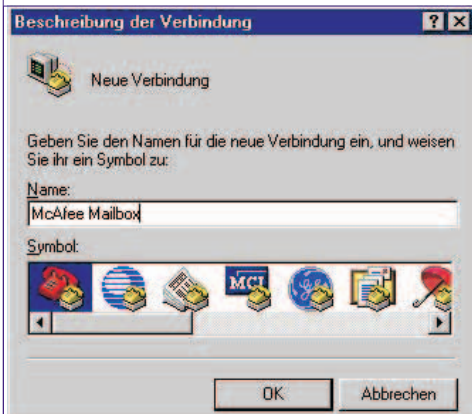 Beschreibung der Verbindung
Neue Verbindung
Geben Sie den Namen für die neue Verbindung ein, und weisen
Sie ihr ein Symbol zu:
Name:
McAfee Mailbox
Symbol:
MCI
OK Abbrechen